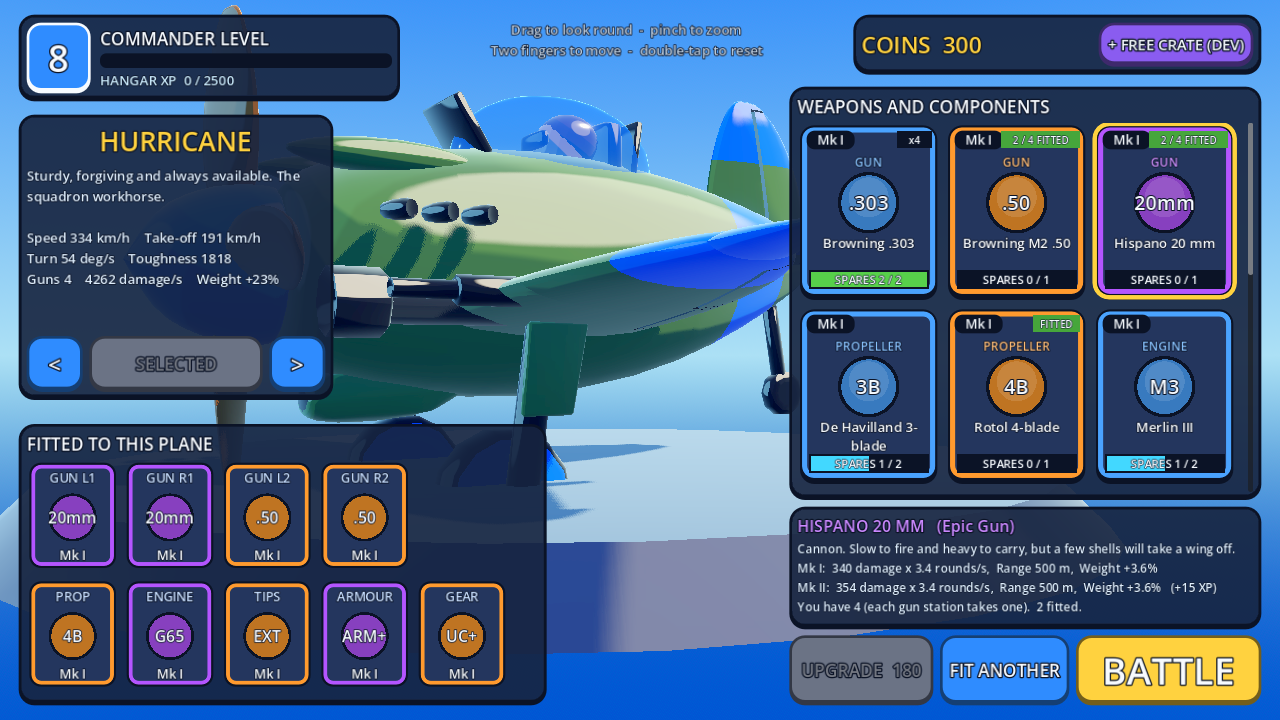 8
COMMANDER LEVEL
HANGAR XP 0 / 2500
Drag to look round - pinch to zoom
Two fingers to move - double-tap to reset
COINS 300
+ FREE CRATE (DEV)
HURRICANE
Sturdy, forgiving and always available. The
squadron workhorse.
Speed 334 km/h Take-off 191 km/h
Turn 54 deg/s Toughness 1818
Guns 4 4262 damage/s Weight +23%
<
SELECTED
>
WEAPONS AND COMPONENTS
Mk I x4
GUN
.303
Browning .303
SPARES 2 / 2
Mk I 2 / 4 FITTED
GUN
.50
Browning M2 .50
SPARES 0 / 1
Mk I 2 / 4 FITTED
GUN
20mm
Hispano 20 mm
SPARES 0 / 1
Mk I
PROPELLER
3B
De Havilland 3-
blade
SPARES 1 / 2
Mk I FITTED
PROPELLER
4B
Rotol 4-blade
SPARES 0 / 1
Mk I
ENGINE
M3
Merlin III
SPARES 1 / 2
FITTED TO THIS PLANE
GUN L1
20mm
Mk I
GUN R1
20mm
Mk I
GUN L2
.50
Mk I
GUN R2
.50
Mk I
PROP
4B
Mk I
ENGINE
G65
Mk I
TIPS
EXT
Mk I
ARMOUR
ARM+
Mk I
GEAR
UC+
Mk I
HISPANO 20 MM (Epic Gun)
Cannon. Slow to fire and heavy to carry, but a few shells will take a wing off.
Mk I: 340 damage x 3.4 rounds/s, Range 500 m, Weight +3.6%
Mk II: 354 damage x 3.4 rounds/s, Range 500 m, Weight +3.6% (+15 XP)
You have 4 (each gun station takes one). 2 fitted.
UPGRADE 180
FIT ANOTHER
BATTLE